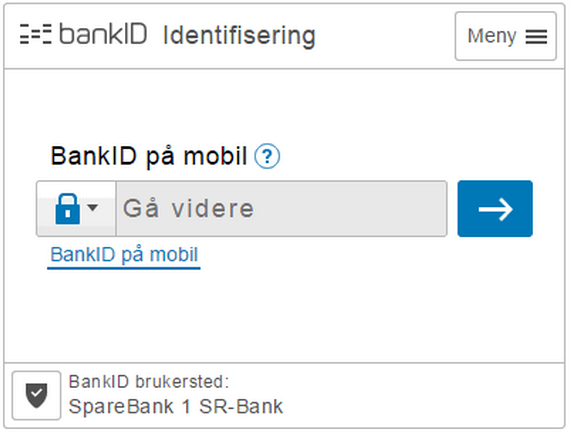 bankID Identifisering
Meny
BankID på mobil ?
Gå videre
BankID på mobil
BankID brukersted:
SpareBank 1 SR-Bank